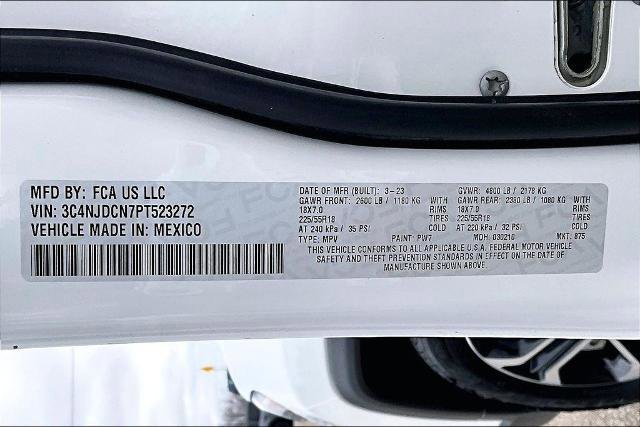 MFD BY: FCA US LLC
VIN: 3C4NJDCN7PT523272
VEHICLE MADE IN: MEXICO
DATE OF MFR (BUILT): 3-23 GVWR: 4800 LB / 2178 KG
GAWR FRONT: 2600 LB / 1180 KG WITH GAWR REAR: 2380 LB / 1080 KG WITH
18X7.0 RIMS 18X7.0 RIMS
225/55R18 TIRES 225/55R18 TIRES
AT 240 kPa / 35 PSI COLD AT 220 kPa / 32 PSI COLD
TYPE: MPV PAINT: PW7 MDH: 030210 MKT: 875
THIS VEHICLE CONFORMS TO ALL APPLICABLE U.S.A. FEDERAL MOTOR VEHICLE
SAFETY AND THEFT PREVENTION STANDARDS IN EFFECT ON THE DATE OF
MANUFACTURE SHOWN ABOVE.